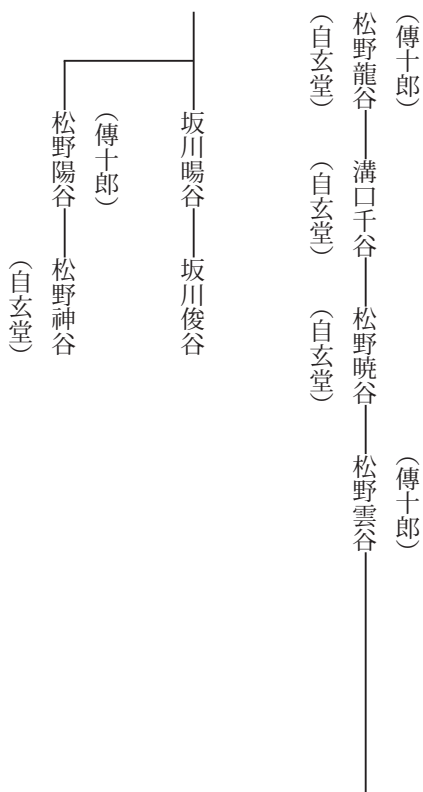 （傳十郎）
松野龍谷
（自玄堂）
溝口千谷
（自玄堂）
松野暁谷
（自玄堂）
（傳十郎）
松野雲谷
坂川暘谷
坂川俊谷
（傳十郎）
松野陽谷
松野神谷
（自玄堂）